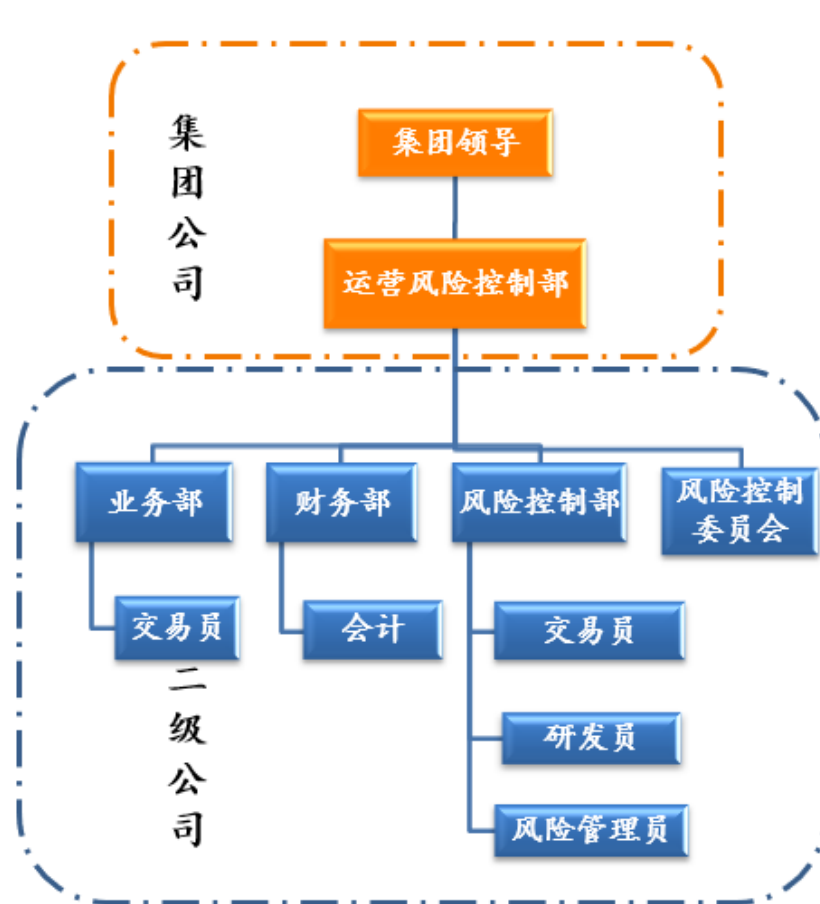 集团公司
集团领导
运营风险控制部
业务部
财务部
风险控制部
风险控制
委员会
交易员
会计
交易员
研发员
风险管理员
二级公司